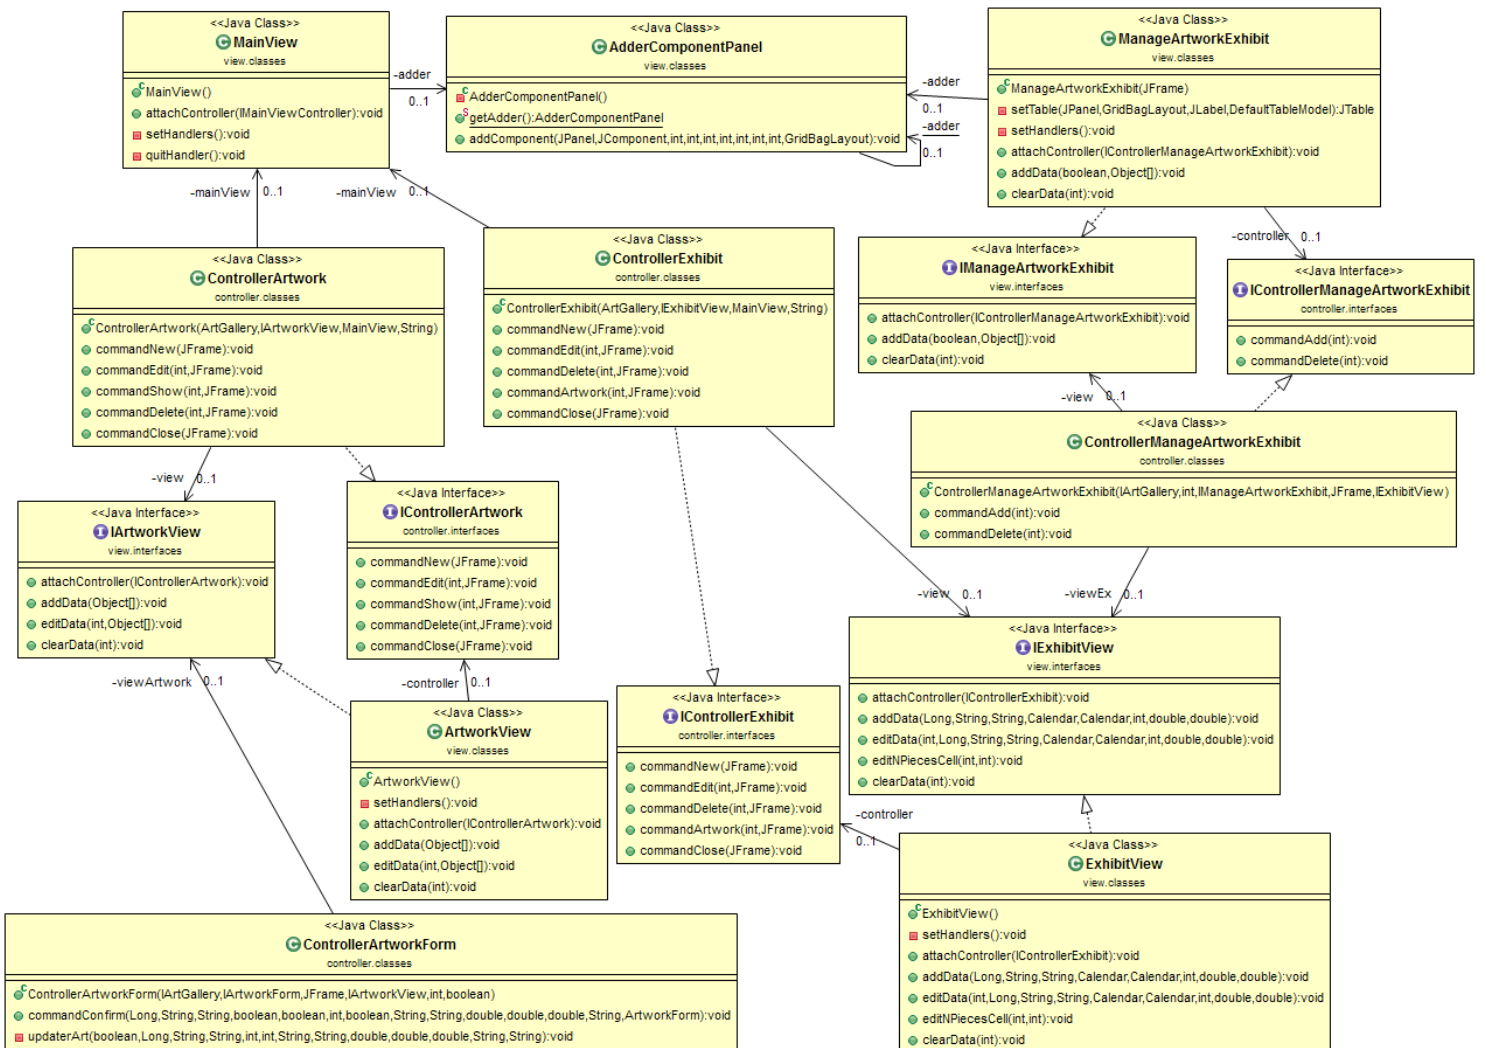 <<Java Class>>
MainView
view.classes
MainView()
attachController(IMainViewController):void
setHandlers():void
quitHandler():void
-adder
0..1
<<Java Class>>
AdderComponentPanel
view.classes
AdderComponentPanel()
getAdder():AdderComponentPanel
addComponent(JPanel,JComponent,int,int,int,int,int,int,int,GridBagLayout):void
-adder
0..1
-adder
0..1
<<Java Class>>
ManageArtworkExhibit
view.classes
ManageArtworkExhibit(JFrame)
setTable(JPanel,GridBagLayout,JLabel,DefaultTableModel):JTable
setHandlers():void
attachController(IControllerManageArtworkExhibit):void
addData(boolean,Object[]):void
clearData(int):void
-mainView
0..1
-mainView
0..1
-controller
0..1
<<Java Class>>
ControllerArtwork
controller.classes
ControllerArtwork(ArtGallery,IArtworkView,MainView,String)
commandNew(JFrame):void
commandEdit(int,JFrame):void
commandShow(int,JFrame):void
commandDelete(int,JFrame):void
commandClose(JFrame):void
<<Java Class>>
ControllerExhibit
controller.classes
ControllerExhibit(ArtGallery,IExhibitView,MainView,String)
commandNew(JFrame):void
commandEdit(int,JFrame):void
commandDelete(int,JFrame):void
commandArtwork(int,JFrame):void
commandClose(JFrame):void
<<Java Interface>>
IManageArtworkExhibit
view.interfaces
attachController(IControllerManageArtworkExhibit):void
addData(boolean,Object[]):void
clearData(int):void
<<Java Interface>>
IControllerManageArtworkExhibit
controller.interfaces
commandAdd(int):void
commandDelete(int):void
-view
0..1
<<Java Class>>
ControllerManageArtworkExhibit
controller.classes
ControllerManageArtworkExhibit(IArtGallery,int,IManageArtworkExhibit,JFrame,IExhibitView)
commandAdd(int):void
commandDelete(int):void
-view
0..1
<<Java Interface>>
IArtworkView
view.interfaces
attachController(IControllerArtwork):void
addData(Object[]):void
editData(int,Object[]):void
clearData(int):void
<<Java Interface>>
IControllerArtwork
controller.interfaces
commandNew(JFrame):void
commandEdit(int,JFrame):void
commandShow(int,JFrame):void
commandDelete(int,JFrame):void
commandClose(JFrame):void
-view
0..1
-viewEx
0..1
<<Java Interface>>
IExhibitView
view.interfaces
attachController(IControllerExhibit):void
addData(Long,String,String,Calendar,Calendar,int,double,double):void
editData(int,Long,String,String,Calendar,Calendar,int,double,double):void
editNPiecesCell(int,int):void
clearData(int):void
-viewArtwork
0..1
-controller
0..1
<<Java Class>>
ArtworkView
view.classes
ArtworkView()
setHandlers():void
attachController(IControllerArtwork):void
addData(Object[]):void
editData(int,Object[]):void
clearData(int):void
<<Java Interface>>
IControllerExhibit
controller.interfaces
commandNew(JFrame):void
commandEdit(int,JFrame):void
commandDelete(int,JFrame):void
commandArtwork(int,JFrame):void
commandClose(JFrame):void
-controller
0..1
<<Java Class>>
ExhibitView
view.classes
ExhibitView()
setHandlers():void
attachController(IControllerExhibit):void
addData(Long,String,String,Calendar,Calendar,int,double,double):void
editData(int,Long,String,String,Calendar,Calendar,int,double,double):void
editNPiecesCell(int,int):void
clearData(int):void
<<Java Class>>
ControllerArtworkForm
controller.classes
ControllerArtworkForm(IArtGallery,IArtworkForm,JFrame,IArtworkView,int,boolean)
commandConfirm(Long,String,String,boolean,boolean,int,boolean,String,String,double,double,double,String,ArtworkForm):void
updaterArt(boolean,Long,String,String,int,int,String,String,double,double,double,String,String):void